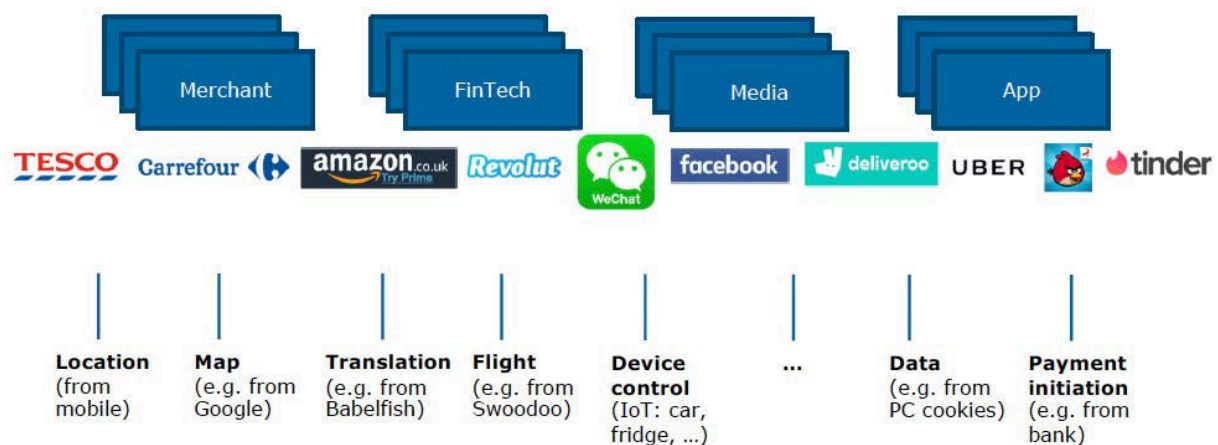 Merchant
FinTech
Media
App
TESCO
Carrefour
amazon.co.uk
Try Prime
Revolut
WeChat
facebook
deliveroo
UBER
tinder
Location
(from
mobile)
Map
(e.g. from
Google)
Translation
(e.g. from
Babelfish)
Flight
(e.g. from
Swoodoo)
Device
control
(IoT: car,
fridge, ...)
...
Data
(e.g. from
PC cookies)
Payment
initiation
(e.g. from
bank)